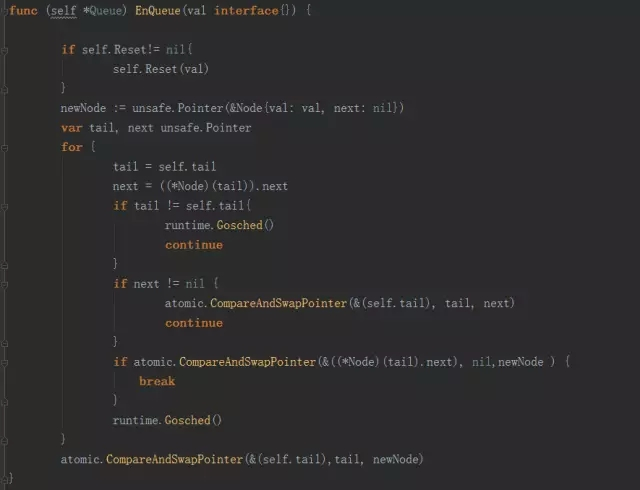 func (self *Queue) EnQueue(val interface{}) {
if self.Reset!= nil{
self.Reset(val)
}
newNode := unsafe.Pointer(&Node{val: val, next: nil})
var tail, next unsafe.Pointer
for {
tail = self.tail
next = ((*Node)(tail)).next
if tail != self.tail{
runtime.Gosched()
continue
}
if next != nil {
atomic.CompareAndSwapPointer(&(self.tail), tail, next)
continue
}
if atomic.CompareAndSwapPointer(&((*Node)(tail).next), nil,newNode ) {
break
}
runtime.Gosched()
}
atomic.CompareAndSwapPointer(&(self.tail),tail, newNode)
}